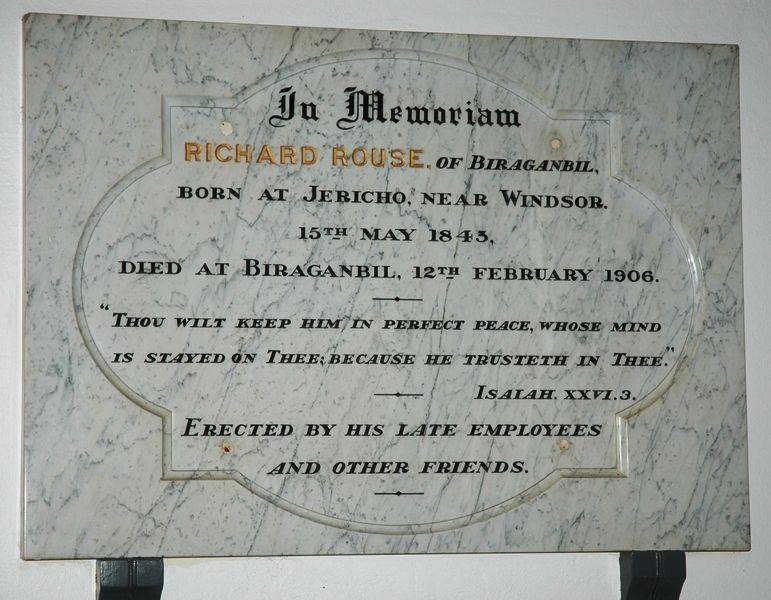 In Memoriam
RICHARD ROUSE. OF BIRAGANBIL,
BORN AT JERICHO, NEAR WINDSOR.
15TH MAY 1843,
DIED AT BIRAGANBIL, 12TH FEBRUARY 1906.
"THOU WILT KEEP HIM IN PERFECT PEACE, WHOSE MIND
IS STAYED ON THEE; BECAUSE HE TRUSTETH IN THEE."
ISAIAH. XXVI.3.
ERECTED BY HIS LATE EMPLOYEES
AND OTHER FRIENDS.